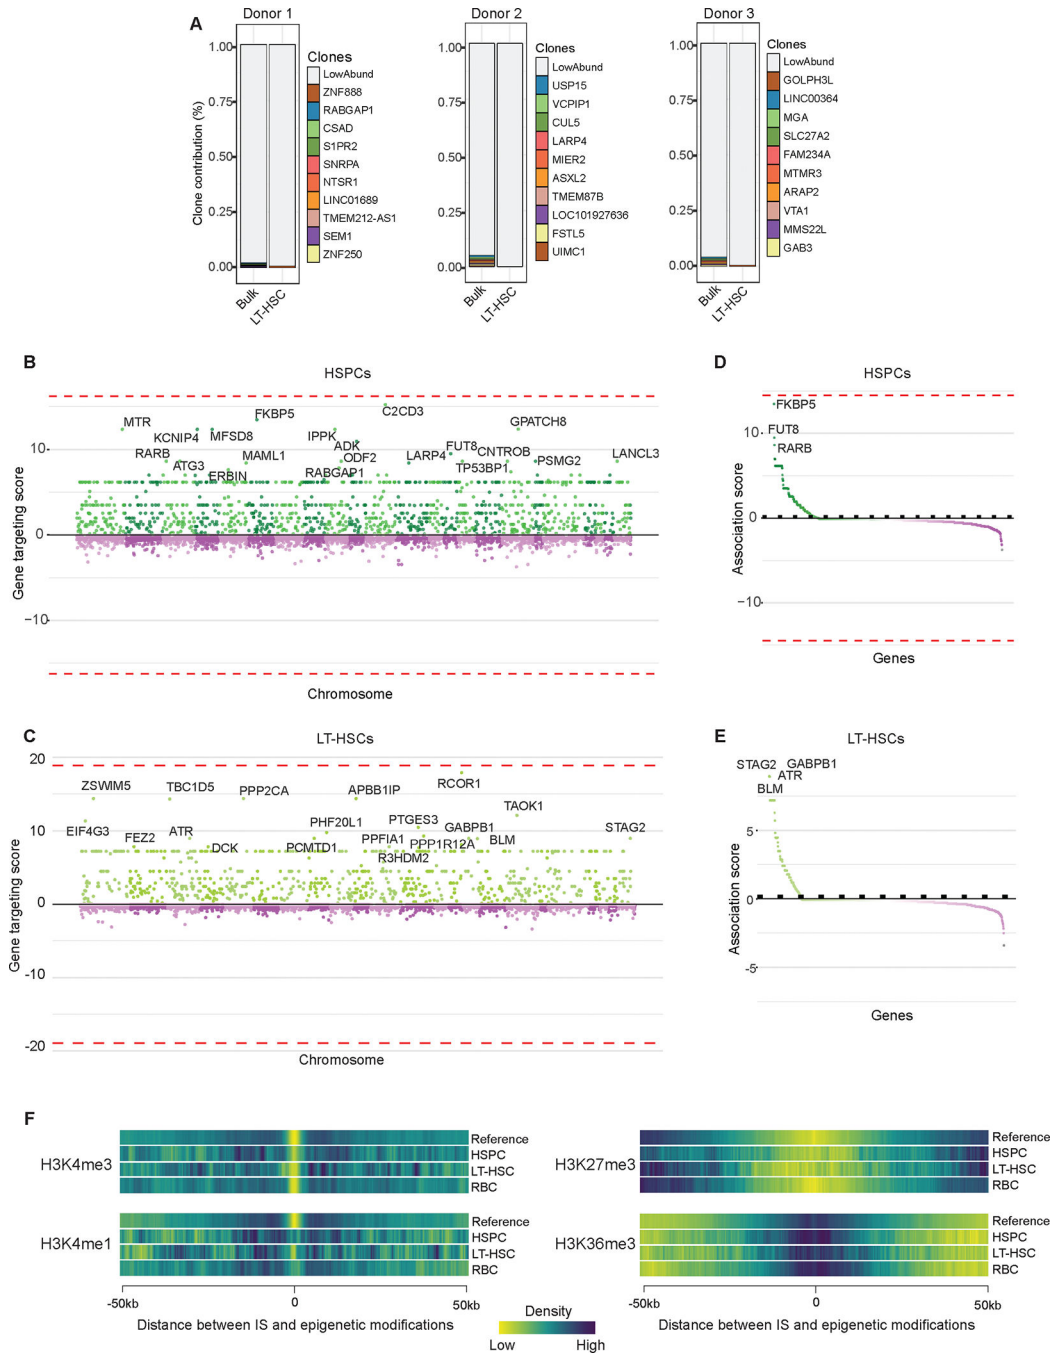 A
Donor 1
Clone contribution (%)
1.00
0.75
0.50
0.25
0.00
Bulk
LT-HSC
Clones
LowAbund
ZNF888
RABGAP1
CSAD
S1PR2
SNRPA
NTSR1
LINC01689
TMEM212-AS1
SEM1
ZNF250
Donor 2
1.00
0.75
0.50
0.25
0.00
Bulk
LT-HSC
Clones
LowAbund
USP15
VCPIP1
CUL5
LARP4
MIER2
ASXL2
TMEM87B
LOC101927636
FSTL5
UIMC1
Donor 3
1.00
0.75
0.50
0.25
0.00
Bulk
LT-HSC
Clones
LowAbund
GOLPH3L
LINC00364
MGA
SLC27A2
FAM234A
MTMR3
ARAP2
VTA1
MMS22L
GAB3
B
HSPCs
Gene targeting score
10
0
−10
MTR
KCNIP4
MFSD8
FKBP5
IPPK
C2CD3
GPATCH8
RARB
ATG3
ERBIN
MAML1
ADK
ODF2
RABGAP1
LARP4
FUT8
CNTROB
TP53BP1
PSMG2
LANCL3
Chromosome
D
HSPCs
Association score
10
0
−10
FKBP5
FUT8
RARB
Genes
C
LT-HSCs
Gene targeting score
20
10
0
-10
-20
ZSWIM5
TBC1D5
PPP2CA
APBB1IP
RCOR1
TAOK1
EIF4G3
FEZ2
ATR
DCK
PHF20L1
PCMTD1
PTGES3
PPFIA1
PPP1R12A
R3HDM2
GABPB1
BLM
STAG2
Chromosome
E
LT-HSCs
Association score
5
0
-5
STAG2
GABPB1
ATR
BLM
Genes
F
H3K4me3
Reference
HSPC
LT-HSC
RBC
H3K4me1
Reference
HSPC
LT-HSC
RBC
-50kb
0
50kb
Distance between IS and epigenetic modifications
H3K27me3
Reference
HSPC
LT-HSC
RBC
H3K36me3
Reference
HSPC
LT-HSC
RBC
-50kb
0
50kb
Distance between IS and epigenetic modifications
Density
Low
High